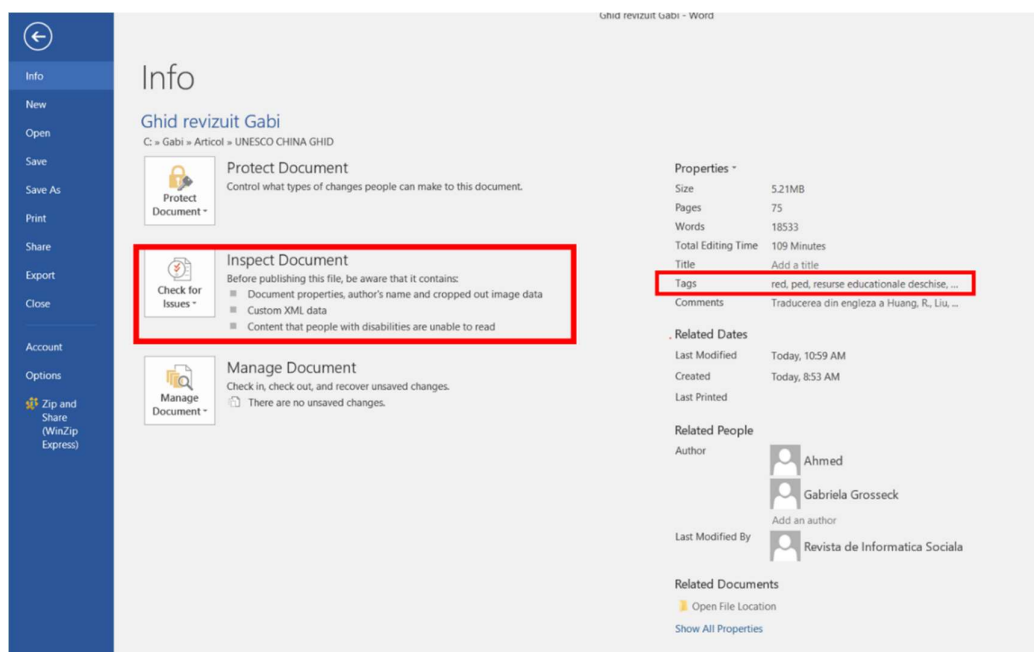 Ghid revizuit Gabi - Word
Info
New
Open
Save
Save As
Print
Share
Export
Close
Account
Options
Zip and
Share
(WinZip
Express)
Info
Ghid revizuit Gabi
C: » Gabi » Articol » UNESCO CHINA GHID
Protect
Document
Protect Document
Control what types of changes people can make to this document.
Check for
Issues
Inspect Document
Before publishing this file, be aware that it contains:
Document properties, author's name and cropped out image data
Custom XML data
Content that people with disabilities are unable to read
Manage
Document
Manage Document
Check in, check out, and recover unsaved changes.
There are no unsaved changes.
Properties
Size 5.21MB
Pages 75
Words 18533
Total Editing Time 109 Minutes
Title Add a title
Tags red, ped, resurse educationale deschise, ...
Comments Traducerea din engleza a Huang, R., Liu, ...
Related Dates
Last Modified Today, 10:59 AM
Created Today, 8:53 AM
Last Printed
Related People
Author Ahmed
Gabriela Grosseck
Add an author
Last Modified By Revista de Informatica Sociala
Related Documents
Open File Location
Show All Properties